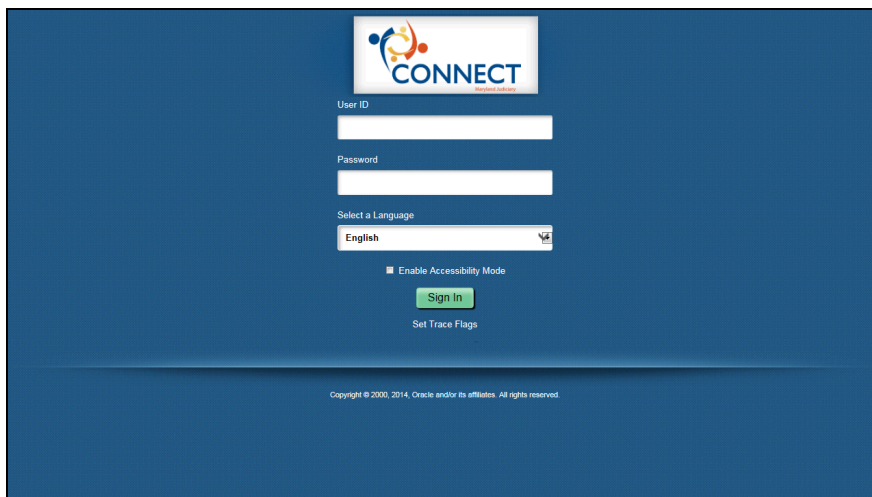 CONNECT
Maryland Judiciary
User ID
Password
Select a Language
English
Enable Accessibility Mode
Sign In
Set Trace Flags
Copyright © 2000, 2014, Oracle and/or its affiliates. All rights reserved.